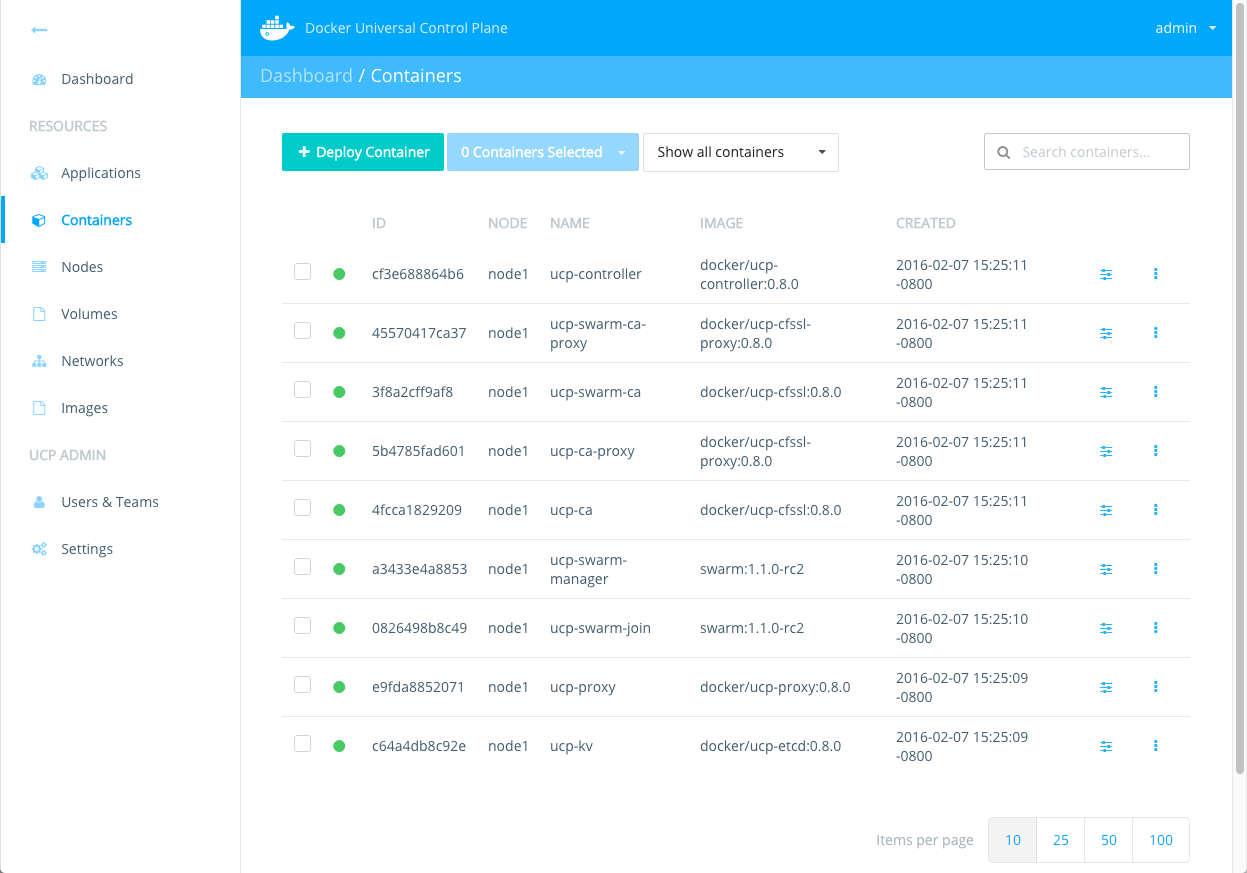 Docker Universal Control Plane
admin
Dashboard / Containers
Dashboard
RESOURCES
Applications
Containers
Nodes
Volumes
Networks
Images
UCP ADMIN
Users & Teams
Settings
Deploy Container
0 Containers Selected
Show all containers
Search containers...
ID NODE NAME IMAGE CREATED
cf3e688864b6 node1 ucp-controller docker/ucp- 2016-02-07 15:25:11
controller:0.8.0 -0800
45570417ca37 node1 ucp-swarm-ca- docker/ucp-cfssl- 2016-02-07 15:25:11
proxy proxy:0.8.0 -0800
3f8a2cff9af8 node1 ucp-swarm-ca docker/ucp-cfssl:0.8.0 2016-02-07 15:25:11
-0800
5b4785fad601 node1 ucp-ca-proxy docker/ucp-cfssl- 2016-02-07 15:25:11
proxy:0.8.0 -0800
4fcca1829209 node1 ucp-ca docker/ucp-cfssl:0.8.0 2016-02-07 15:25:11
-0800
a3433e4a8853 node1 ucp-swarm- swarm:1.1.0-rc2 2016-02-07 15:25:10
manager -0800
0826498b8c49 node1 ucp-swarm-join swarm:1.1.0-rc2 2016-02-07 15:25:10
-0800
e9fda8852071 node1 ucp-proxy docker/ucp-proxy:0.8.0 2016-02-07 15:25:09
-0800
c64a4db8c92e node1 ucp-kv docker/ucp-etcd:0.8.0 2016-02-07 15:25:09
-0800
Items per page 10 25 50 100